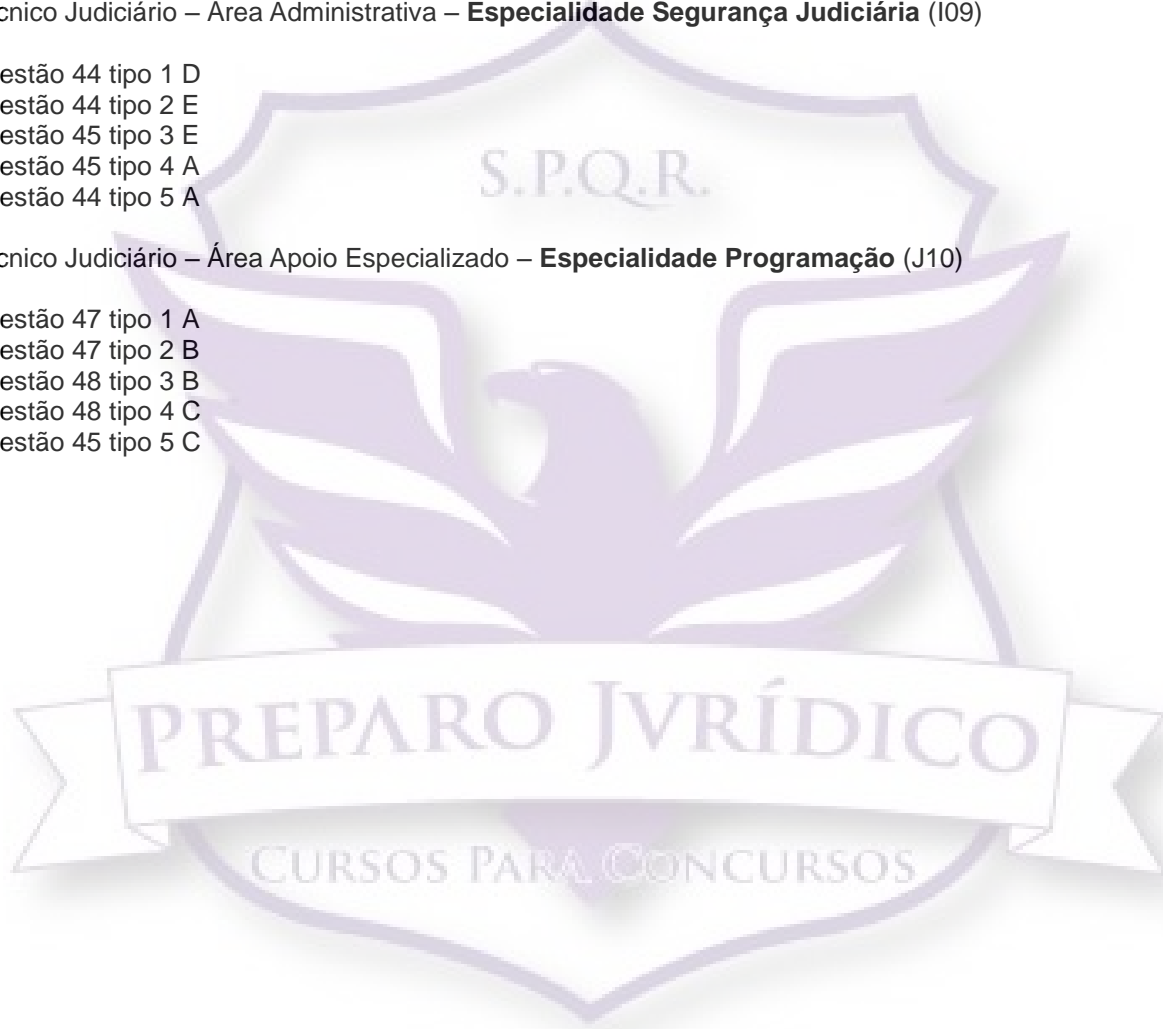 cnico Judiciário – Área Administrativa – Especialidade Segurança Judiciária (I09)
estão 44 tipo 1 D
estão 44 tipo 2 E
estão 45 tipo 3 E
estão 45 tipo 4 A
estão 44 tipo 5 A
S.P.Q.R.
cnico Judiciário – Área Apoio Especializado – Especialidade Programação (J10)
estão 47 tipo 1 A
estão 47 tipo 2 B
estão 48 tipo 3 B
estão 48 tipo 4 C
estão 45 tipo 5 C
PREPARO JVRÍDICO
CURSOS PARA CONCURSOS